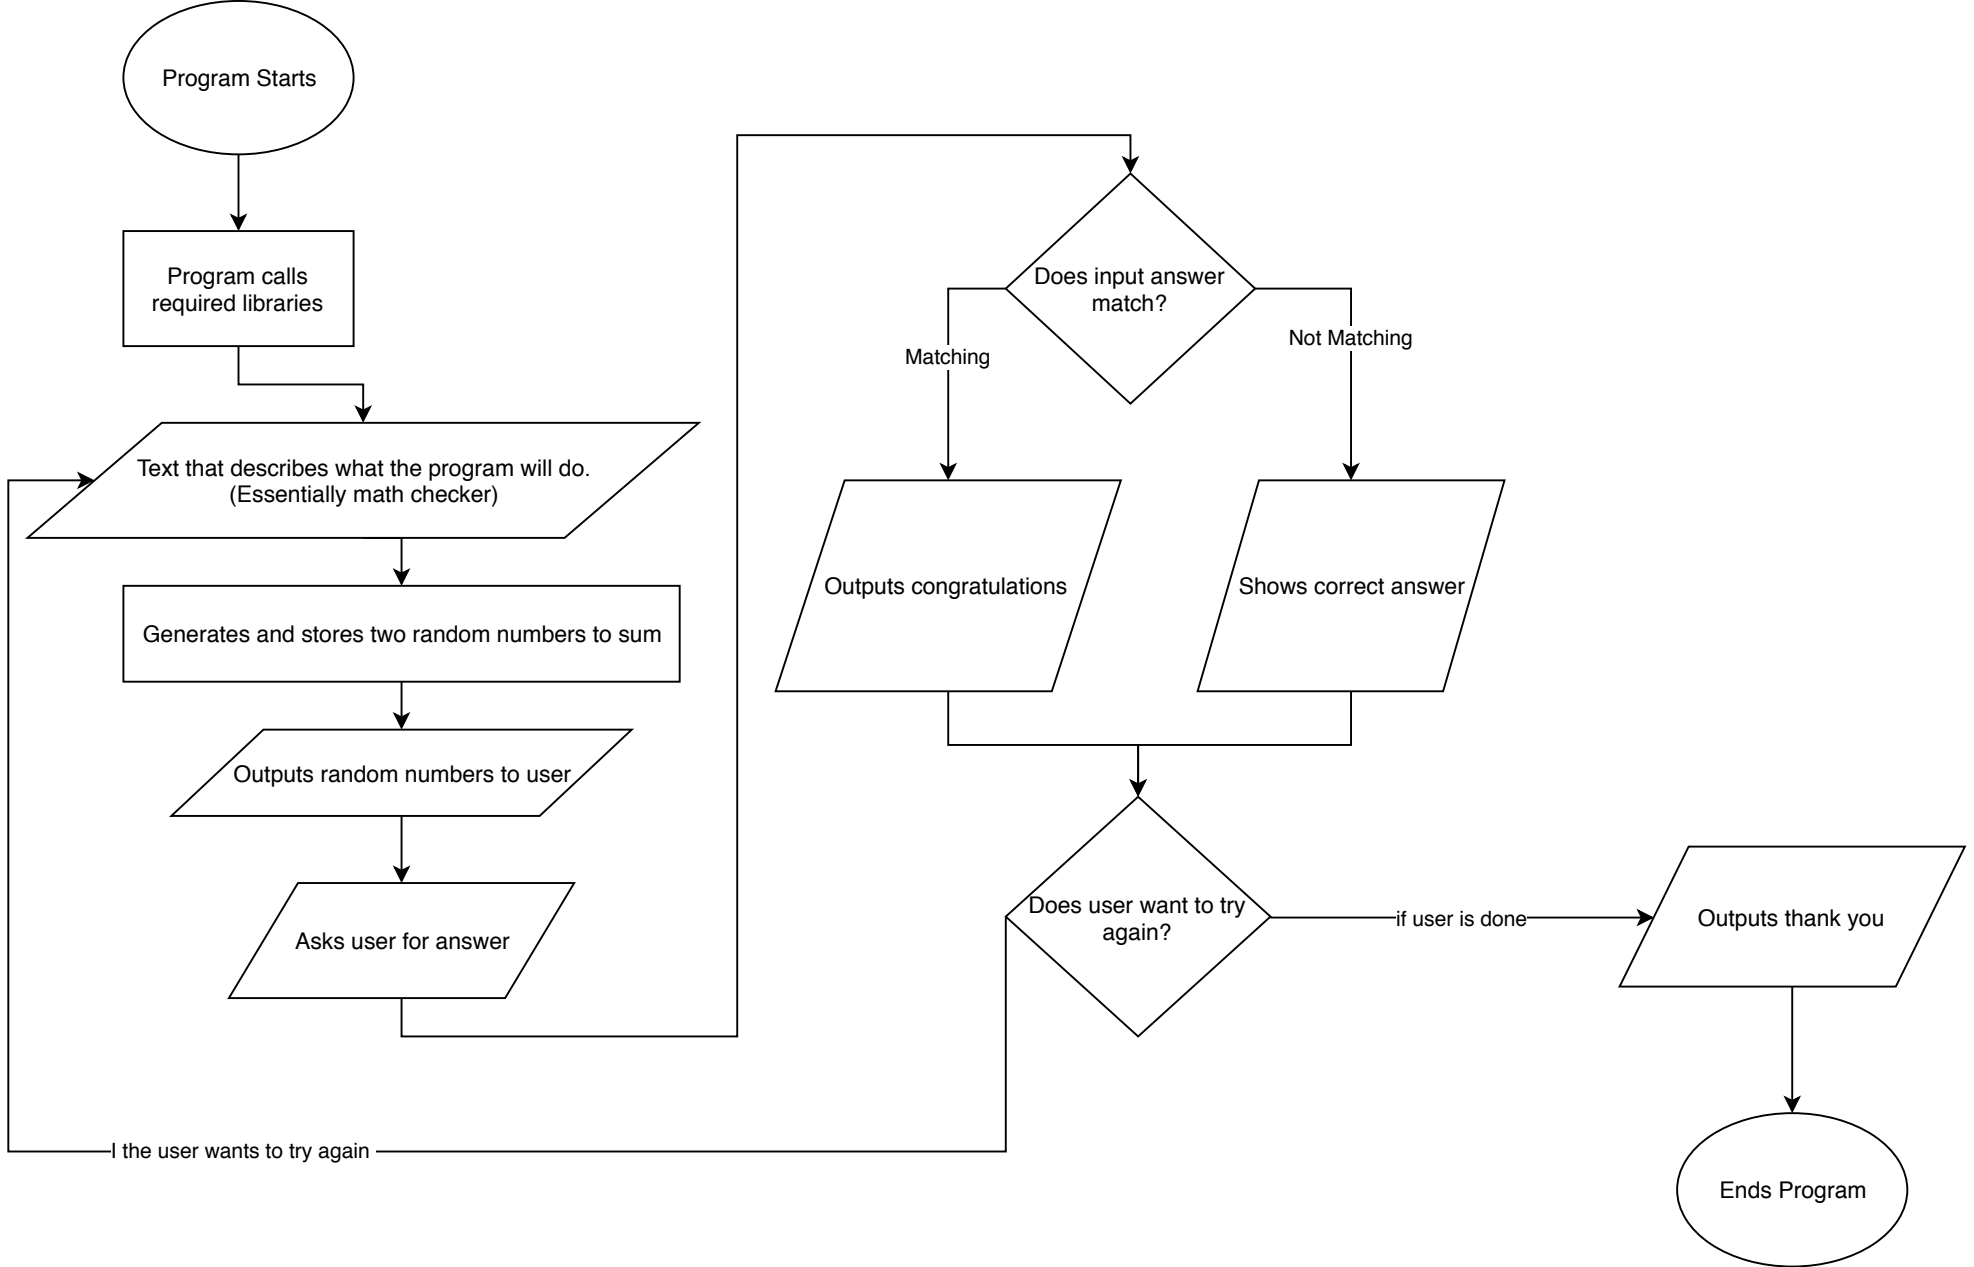 Program Starts
Program calls
required libraries
Text that describes what the program will do.
(Essentially math checker)
Generates and stores two random numbers to sum
Outputs random numbers to user
Asks user for answer
Does input answer
match?
Matching
Not Matching
Outputs congratulations
Shows correct answer
Does user want to try
again?
I the user wants to try again
if user is done
Outputs thank you
Ends Program